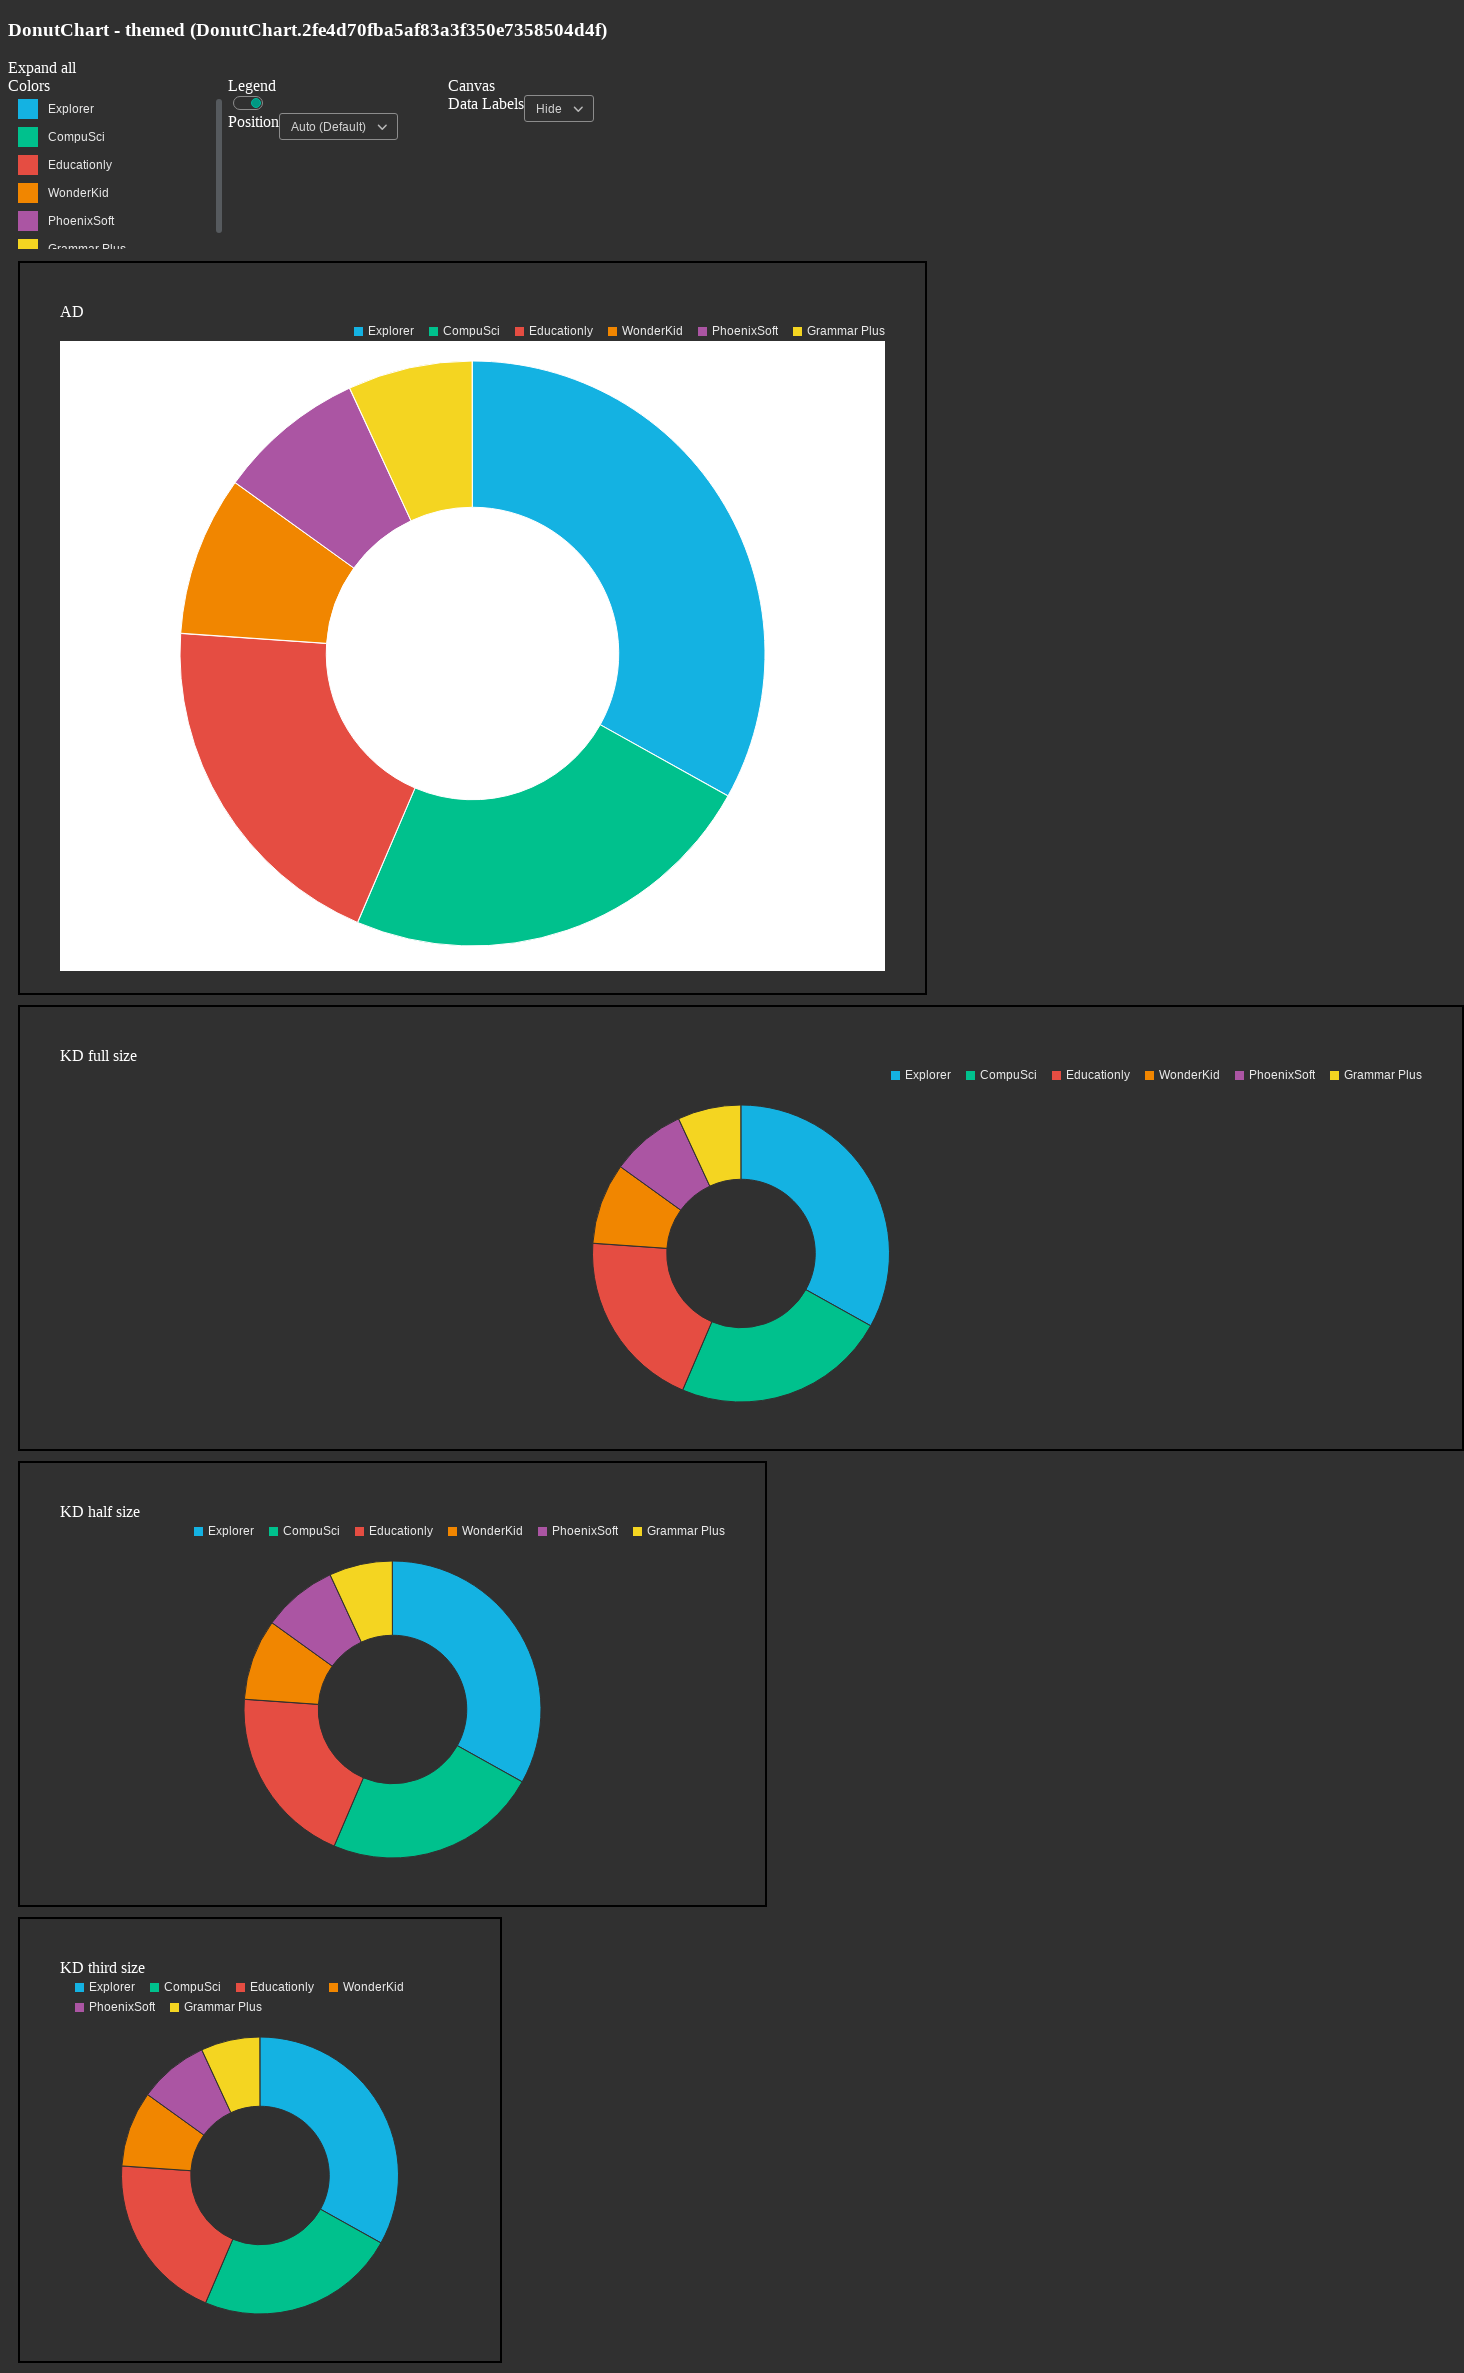 DonutChart - themed (DonutChart.2fe4d70fba5af83a3f350e7358504d4f)
Expand all
Colors
Explorer
CompuSci
Educationly
WonderKid
PhoenixSoft
Grammar Plus
Legend
Position Auto (Default)
Canvas
Data Labels Hide
AD
Explorer CompuSci Educationly WonderKid PhoenixSoft Grammar Plus
KD full size
Explorer CompuSci Educationly WonderKid PhoenixSoft Grammar Plus
KD half size
Explorer CompuSci Educationly WonderKid PhoenixSoft Grammar Plus
KD third size
Explorer CompuSci Educationly WonderKid
PhoenixSoft Grammar Plus